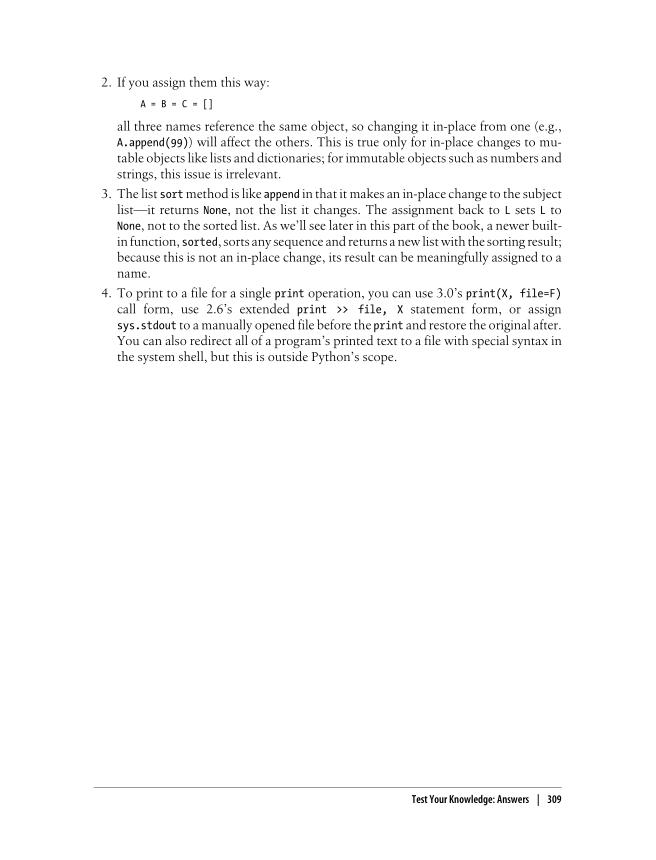 2. If you assign them this way:
A = B = C = []
all three names reference the same object, so changing it in-place from one (e.g.,
A.append(99)) will affect the others. This is true only for in-place changes to mu-
table objects like lists and dictionaries; for immutable objects such as numbers and
strings, this issue is irrelevant.
3. The list sort method is like append in that it makes an in-place change to the subject
list—it returns None, not the list it changes. The assignment back to L sets L to
None, not to the sorted list. As we’ll see later in this part of the book, a newer built-
in function, sorted, sorts any sequence and returns a new list with the sorting result;
because this is not an in-place change, its result can be meaningfully assigned to a
name.
4. To print to a file for a single print operation, you can use 3.0’s print(X, file=F)
call form, use 2.6’s extended print >> file, X statement form, or assign
sys.stdout to a manually opened file before the print and restore the original after.
You can also redirect all of a program’s printed text to a file with special syntax in
the system shell, but this is outside Python’s scope.
Test Your Knowledge: Answers | 309